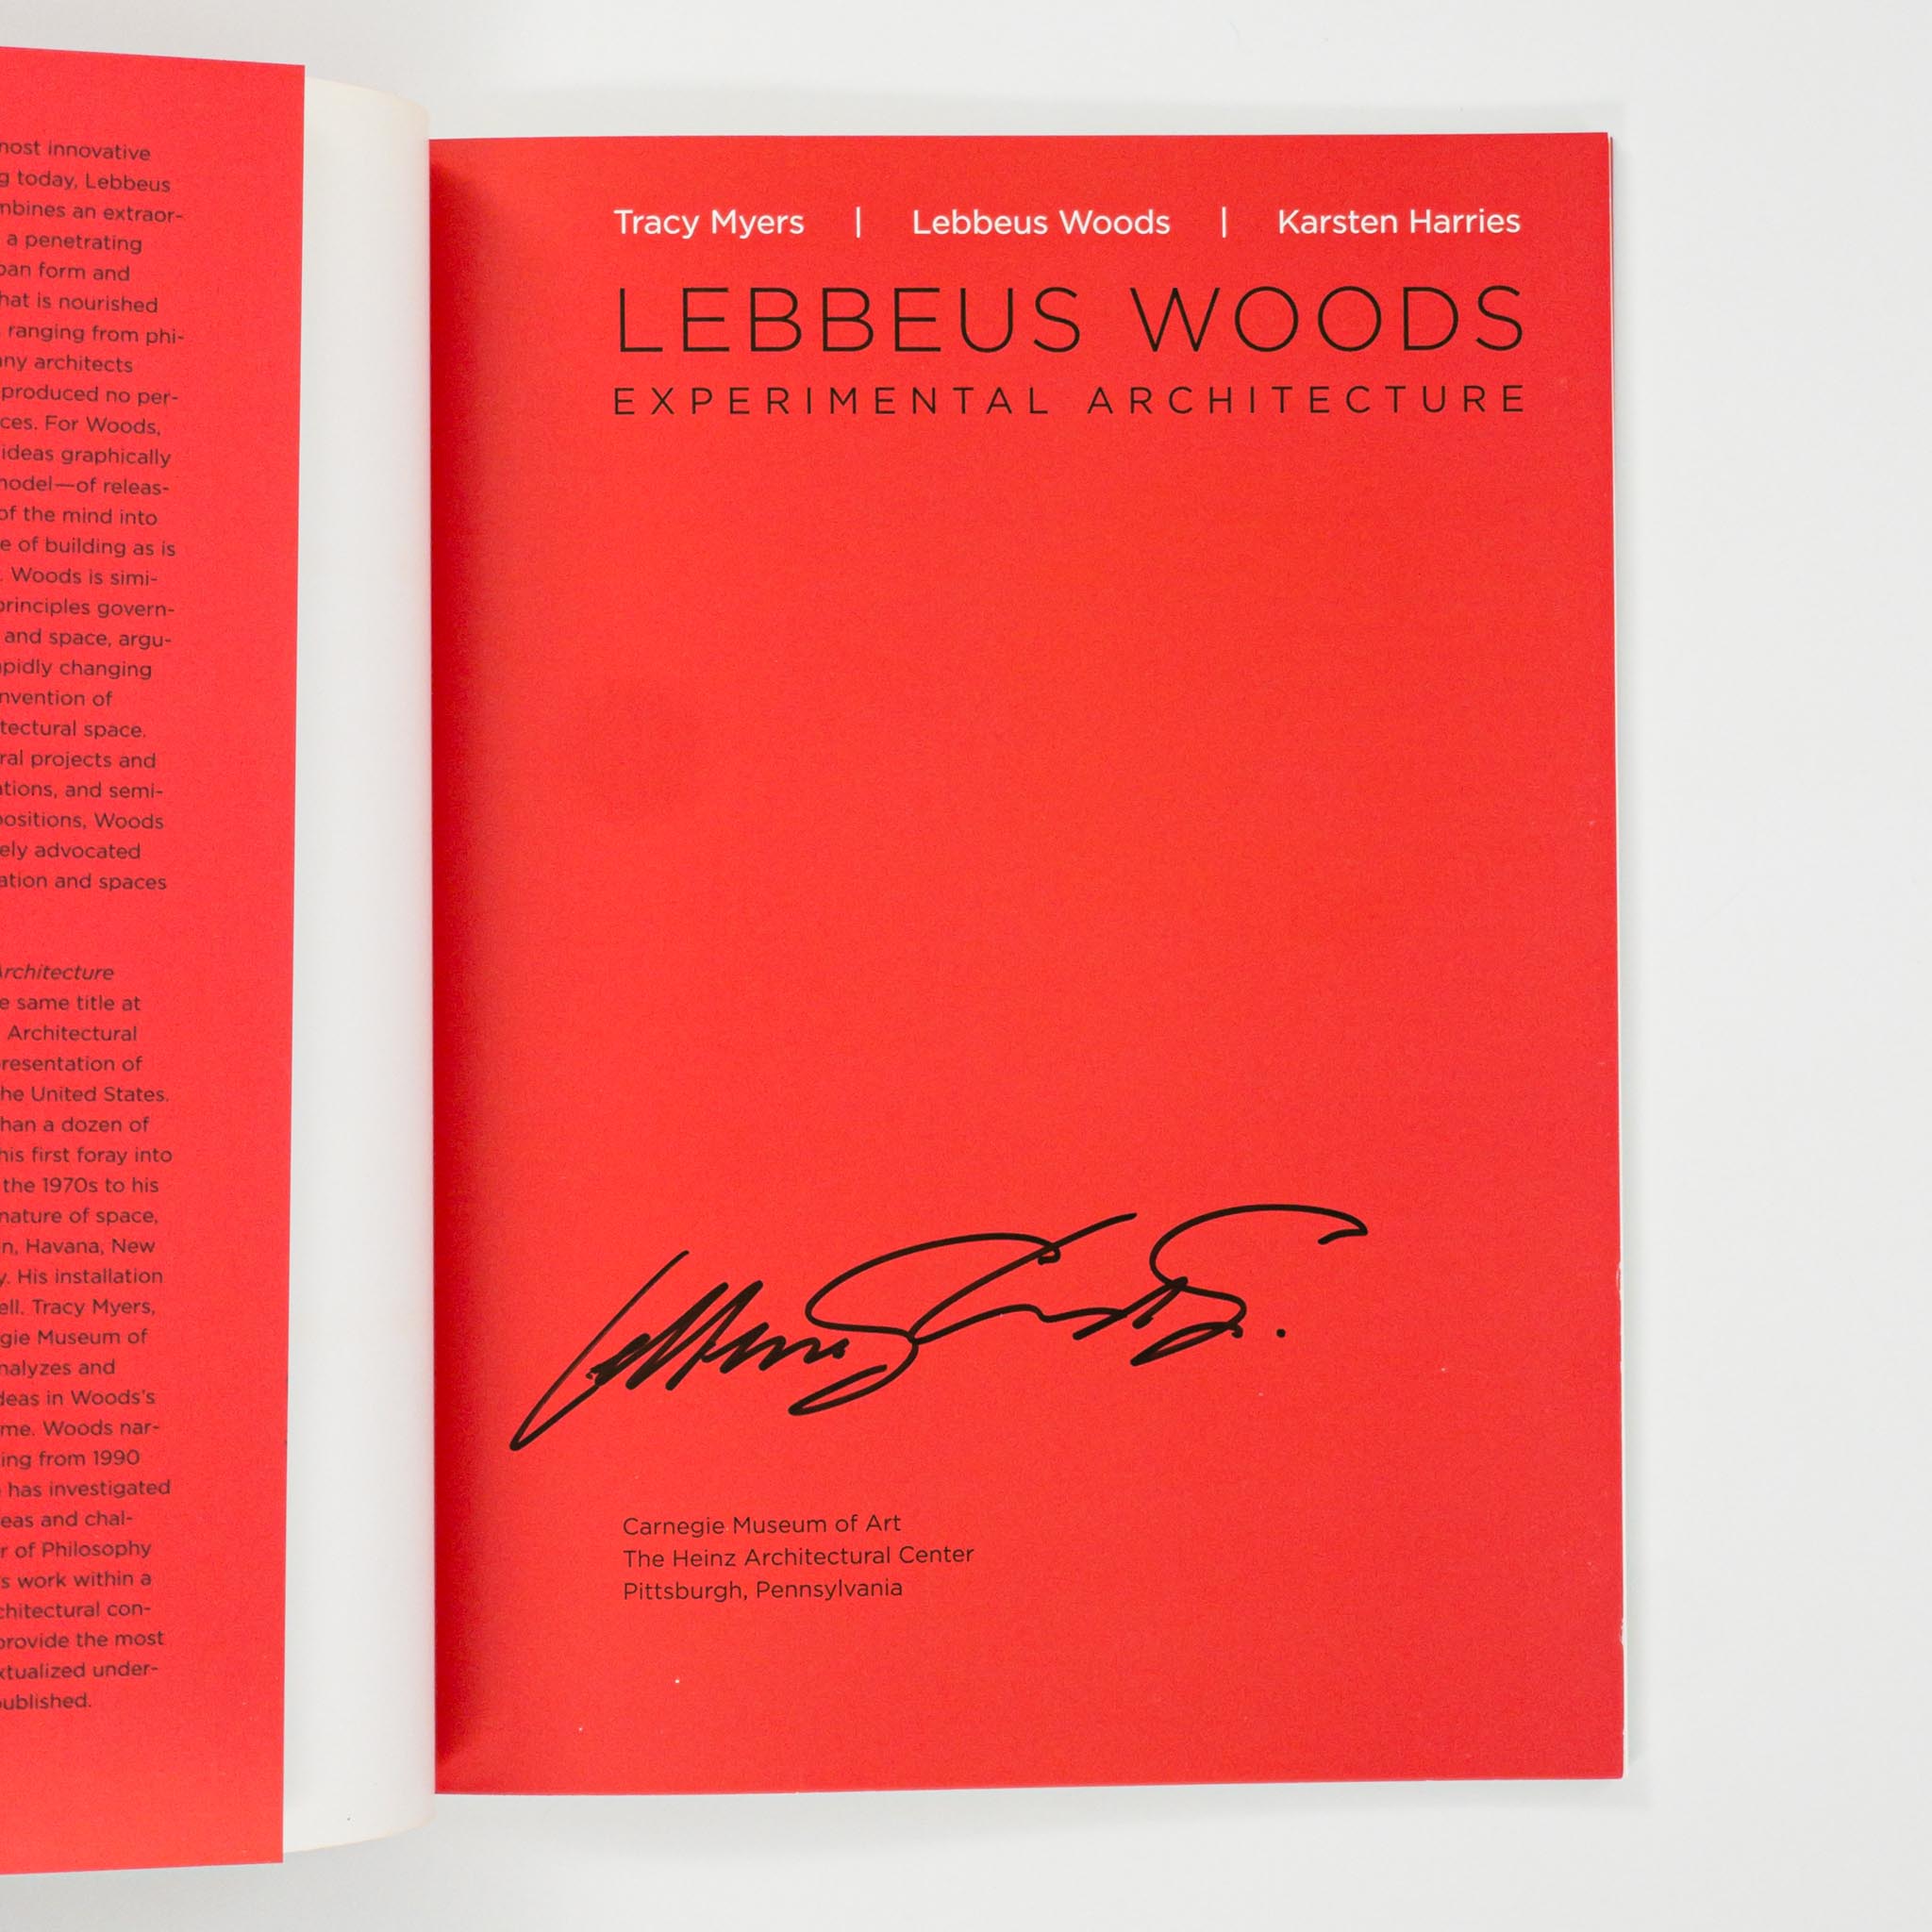 most innovative
g today, Lebbeus
mbines an extraor-
a penetrating
ban form and
hat is nourished
ranging from phi-
any architects
produced no per-
ces. For Woods,
ideas graphically
model—of releas-
of the mind into
e of building as is
. Woods is simi-
principles govern-
and space, argu-
apidly changing
nvention of
tectural space.
ral projects and
ations, and semi-
positions, Woods
ely advocated
ation and spaces
Architecture
e same title at
Architectural
resentation of
he United States.
han a dozen of
his first foray into
the 1970s to his
nature of space,
n, Havana, New
y. His installation
ell. Tracy Myers,
gie Museum of
nalyzes and
deas in Woods's
me. Woods nar-
ing from 1990
has investigated
eas and chal-
r of Philosophy
s work within a
chitectural con-
provide the most
xtualized under-
published.
Tracy Myers | Lebbeus Woods | Karsten Harries
LEBBEUS WOODS
EXPERIMENTAL ARCHITECTURE
Carnegie Museum of Art
The Heinz Architectural Center
Pittsburgh, Pennsylvania